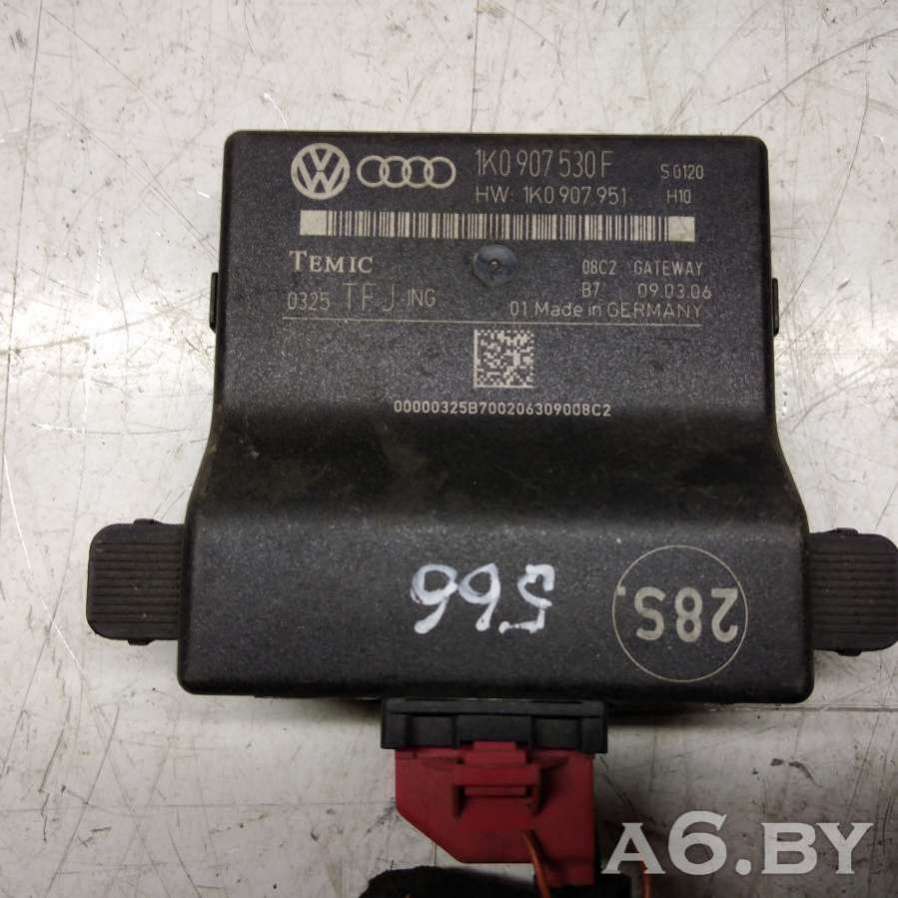 1K0 907 530 F
S0120
HW: 1K0 907 951
H10
TEMIC
08C2 GATEWAY
B7 09.03.06
0325 TFJ ING
01 Made in GERMANY
00000325B700206309008C2
566
28S.
A6.BY